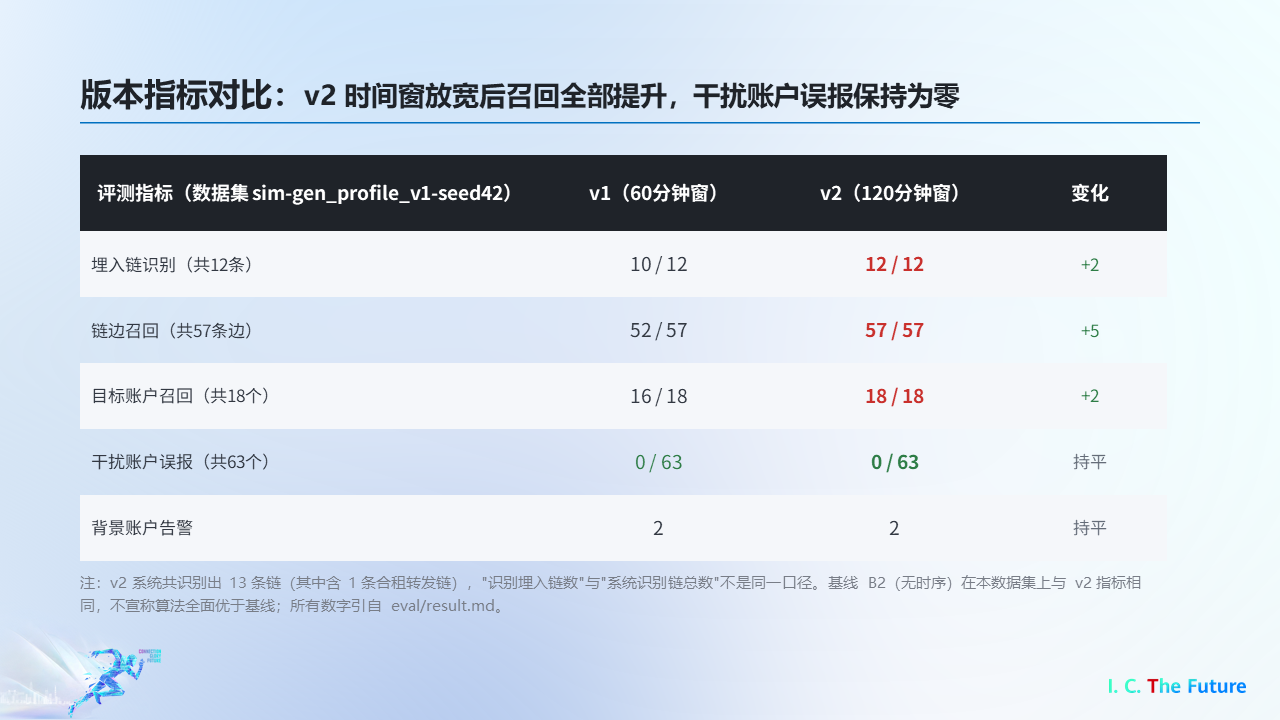 版本指标对比：v2 时间窗放宽后召回全部提升，干扰账户误报保持为零
评测指标（数据集 sim-gen_profile_v1-seed42） v1（60分钟窗） v2（120分钟窗） 变化
埋入链识别（共12条） 10 / 12 12 / 12 +2
链边召回（共57条边） 52 / 57 57 / 57 +5
目标账户召回（共18个） 16 / 18 18 / 18 +2
干扰账户误报（共63个） 0 / 63 0 / 63 持平
背景账户告警 2 2 持平
注：v2 系统共识别出 13 条链（其中含 1 条合租转发链），"识别埋入链数"与"系统识别链总数"不是同一口径。基线 B2（无时序）在本数据集上与 v2 指标相
同，不宣称算法全面优于基线；所有数字引自 eval/result.md。
I. C. The Future